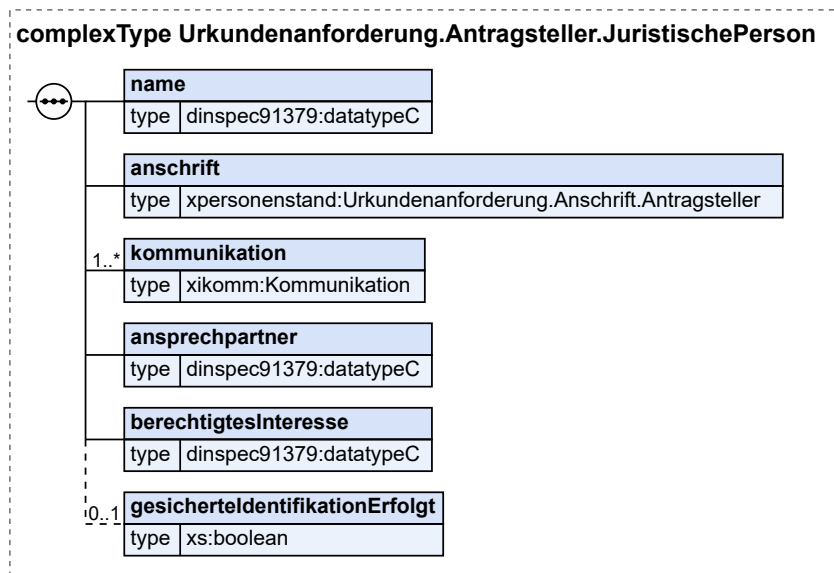 complexType Urkundenanforderung.Antragsteller.JuristischePerson
name
type dinspec91379:datatypeC
anschrift
type xpersonenstand:Urkundenanforderung.Anschrift.Antragsteller
1..* kommunikation
type xikomm:Kommunikation
ansprechpartner
type dinspec91379:datatypeC
berechtigtesInteresse
type dinspec91379:datatypeC
0..1 gesicherteIdentifikationErfolgt
type xs:boolean